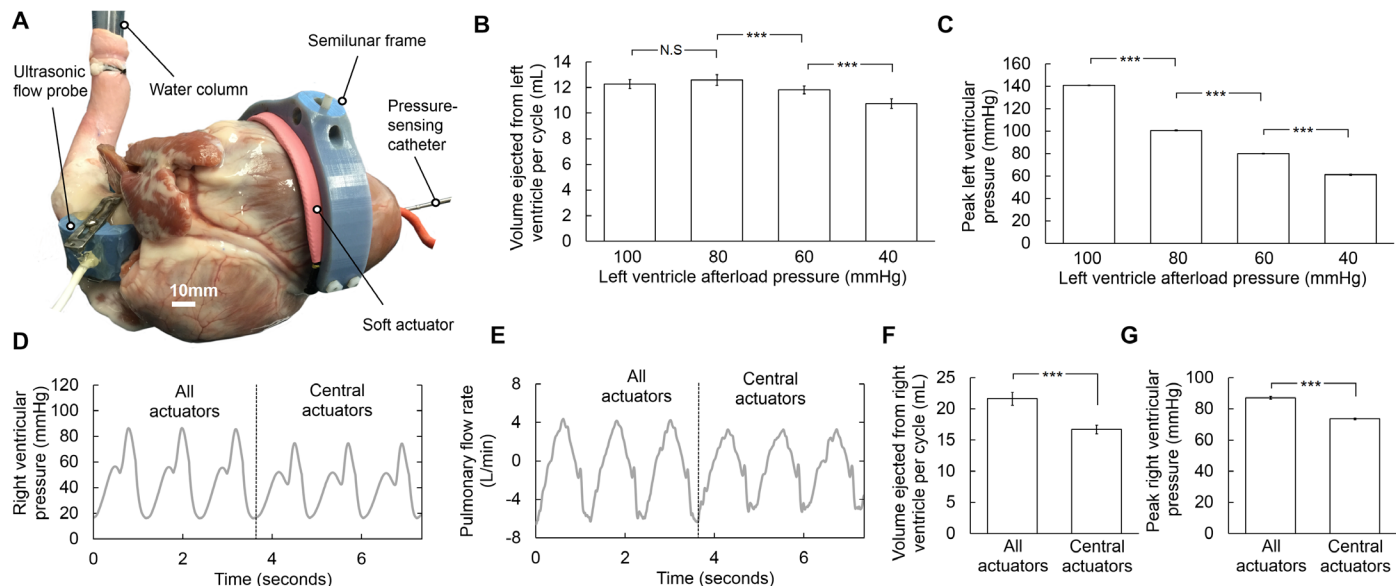 A
Semilunar frame
Ultrasonic
flow probe
Water column
Pressure-
sensing
catheter
10mm
Soft actuator
B
Volume ejected from left
ventricle per cycle (mL)
14
12
10
8
6
4
2
0
N.S
***
***
100 80 60 40
Left ventricle afterload pressure (mmHg)
C
Peak left ventricular
pressure (mmHg)
160
140
120
100
80
60
40
20
0
***
***
***
100 80 60 40
Left ventricle afterload pressure (mmHg)
D
Right ventricular
pressure (mmHg)
120
100
80
60
40
20
0
All
actuators
Central
actuators
0 2 4 6
Time (seconds)
E
Pulmonary flow rate
(L/min)
8
4
0
-4
-8
All
actuators
Central
actuators
0 2 4 6
Time (seconds)
F
Volume ejected from right
ventricle per cycle (mL)
25
20
15
10
5
0
***
All
actuators
Central
actuators
G
Peak right ventricular
pressure (mmHg)
100
80
60
40
20
0
***
All
actuators
Central
actuators